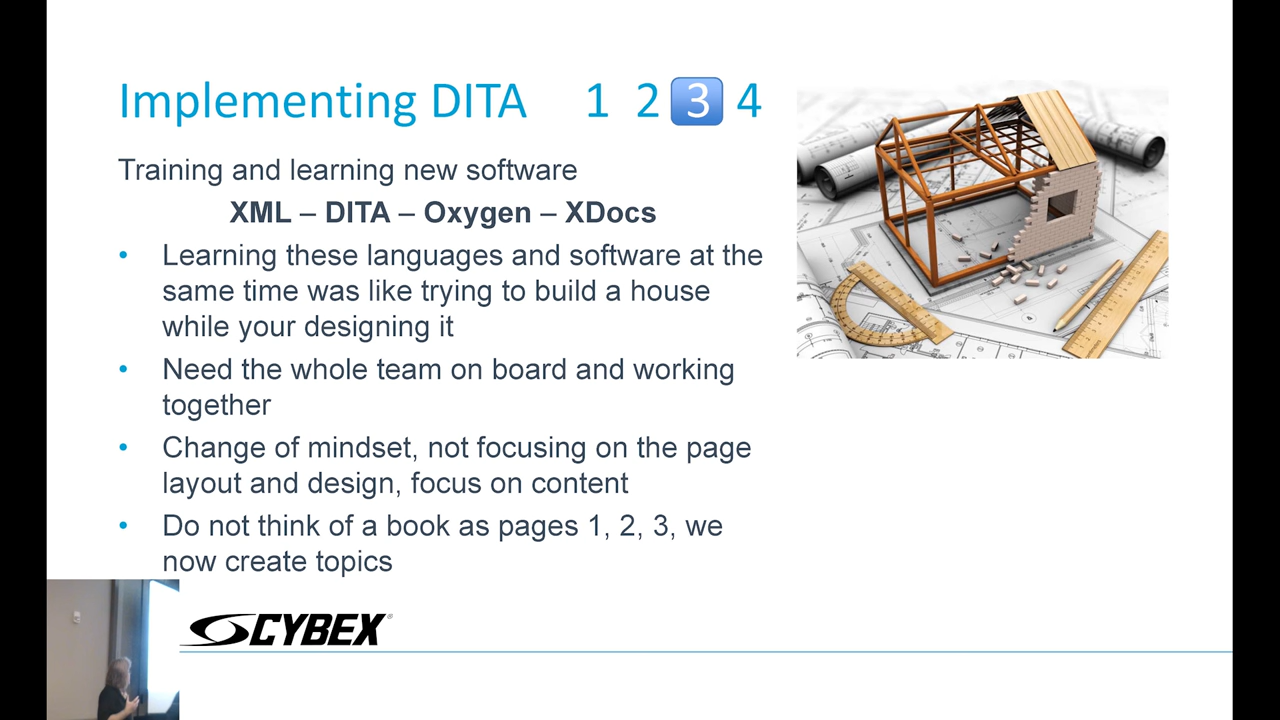 Implementing DITA 1 2 3 4
Training and learning new software
XML – DITA – Oxygen – XDocs
• Learning these languages and software at the
same time was like trying to build a house
while your designing it
• Need the whole team on board and working
together
• Change of mindset, not focusing on the page
layout and design, focus on content
• Do not think of a book as pages 1, 2, 3, we
now create topics
CYBEX®